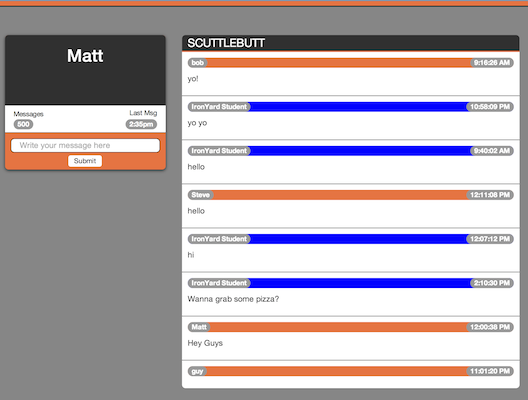 Matt
Messages Last Msg
500 2:35pm
Write your message here
Submit
SCUTTLEBUTT
bob 9:16:26 AM
yo!
IronYard Student 10:58:09 PM
yo yo
IronYard Student 9:40:02 AM
hello
Steve 12:11:08 PM
hello
IronYard Student 12:07:12 PM
hi
IronYard Student 2:10:30 PM
Wanna grab some pizza?
Matt 12:00:38 PM
Hey Guys
guy 11:01:20 PM